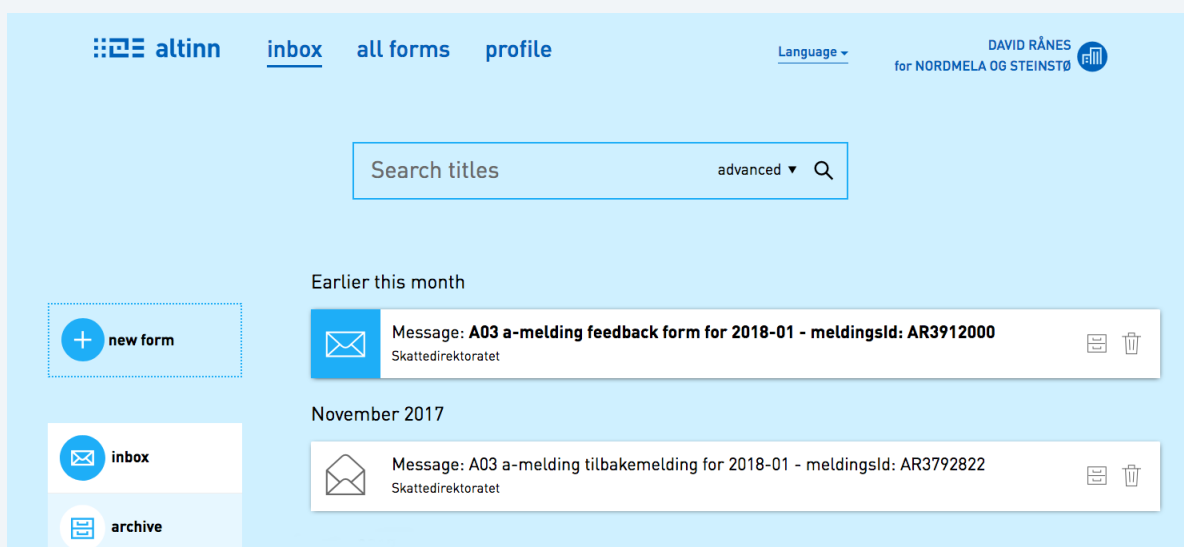 altinn inbox all forms profile Language DAVID RÅNES
for NORDMELA OG STEINSTØ
Search titles advanced
Earlier this month
new form
Message: A03 a-melding feedback form for 2018-01 - meldingsId: AR3912000
Skattedirektoratet
November 2017
inbox
Message: A03 a-melding tilbakemelding for 2018-01 - meldingsId: AR3792822
Skattedirektoratet
archive